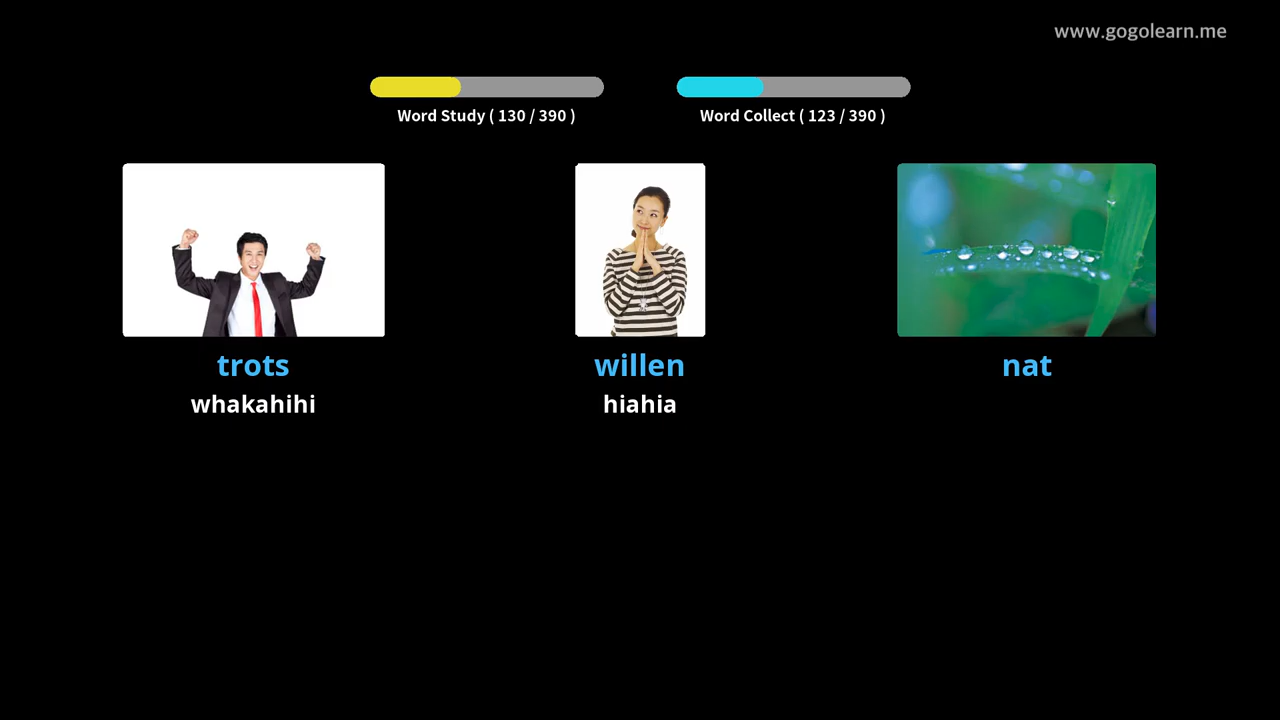 www.gogolearn.me
Word Study ( 130 / 390 )
Word Collect ( 123 / 390 )
trots
willen
nat
whakahihi
hiahia